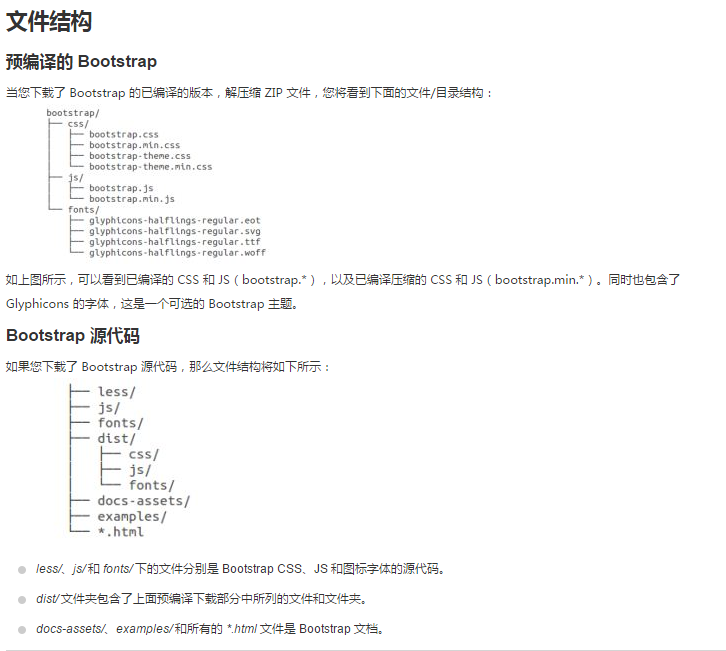 文件结构
预编译的 Bootstrap
当您下载了 Bootstrap 的已编译的版本，解压缩 ZIP 文件，您将看到下面的文件/目录结构：
bootstrap/
├── css/
│   ├── bootstrap.css
│   ├── bootstrap.min.css
│   ├── bootstrap-theme.css
│   └── bootstrap-theme.min.css
├── js/
│   ├── bootstrap.js
│   └── bootstrap.min.js
└── fonts/
    ├── glyphicons-halflings-regular.eot
    ├── glyphicons-halflings-regular.svg
    ├── glyphicons-halflings-regular.ttf
    └── glyphicons-halflings-regular.woff
如上图所示，可以看到已编译的 CSS 和 JS（bootstrap.*），以及已编译压缩的 CSS 和 JS（bootstrap.min.*）。同时也包含了
Glyphicons 的字体，这是一个可选的 Bootstrap 主题。
Bootstrap 源代码
如果您下载了 Bootstrap 源代码，那么文件结构将如下所示：
├── less/
├── js/
├── fonts/
├── dist/
│   ├── css/
│   ├── js/
│   └── fonts/
├── docs-assets/
├── examples/
└── *.html
less/、js/ 和 fonts/ 下的文件分别是 Bootstrap CSS、JS 和图标字体的源代码。
dist/ 文件夹包含了上面预编译下载部分中所列的文件和文件夹。
docs-assets/、examples/ 和所有的 *.html 文件是 Bootstrap 文档。